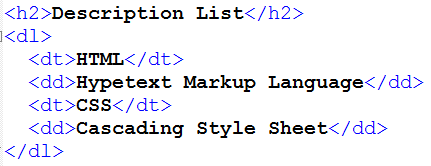 <h2>Description List</h2>
<dl>
<dt>HTML</dt>
<dd>Hypetext Markup Language</dd>
<dt>CSS</dt>
<dd>Cascading Style Sheet</dd>
</dl>